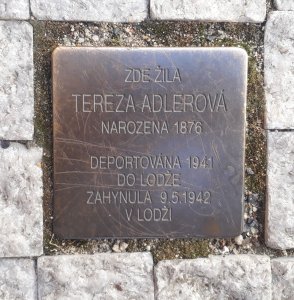 ZDE ŽILA
TEREZA ADLEROVÁ
NAROZENA 1876
DEPORTOVÁNA 1941
DO LODŽE
ZAHYNULA 9.5.1942
V LODŽI